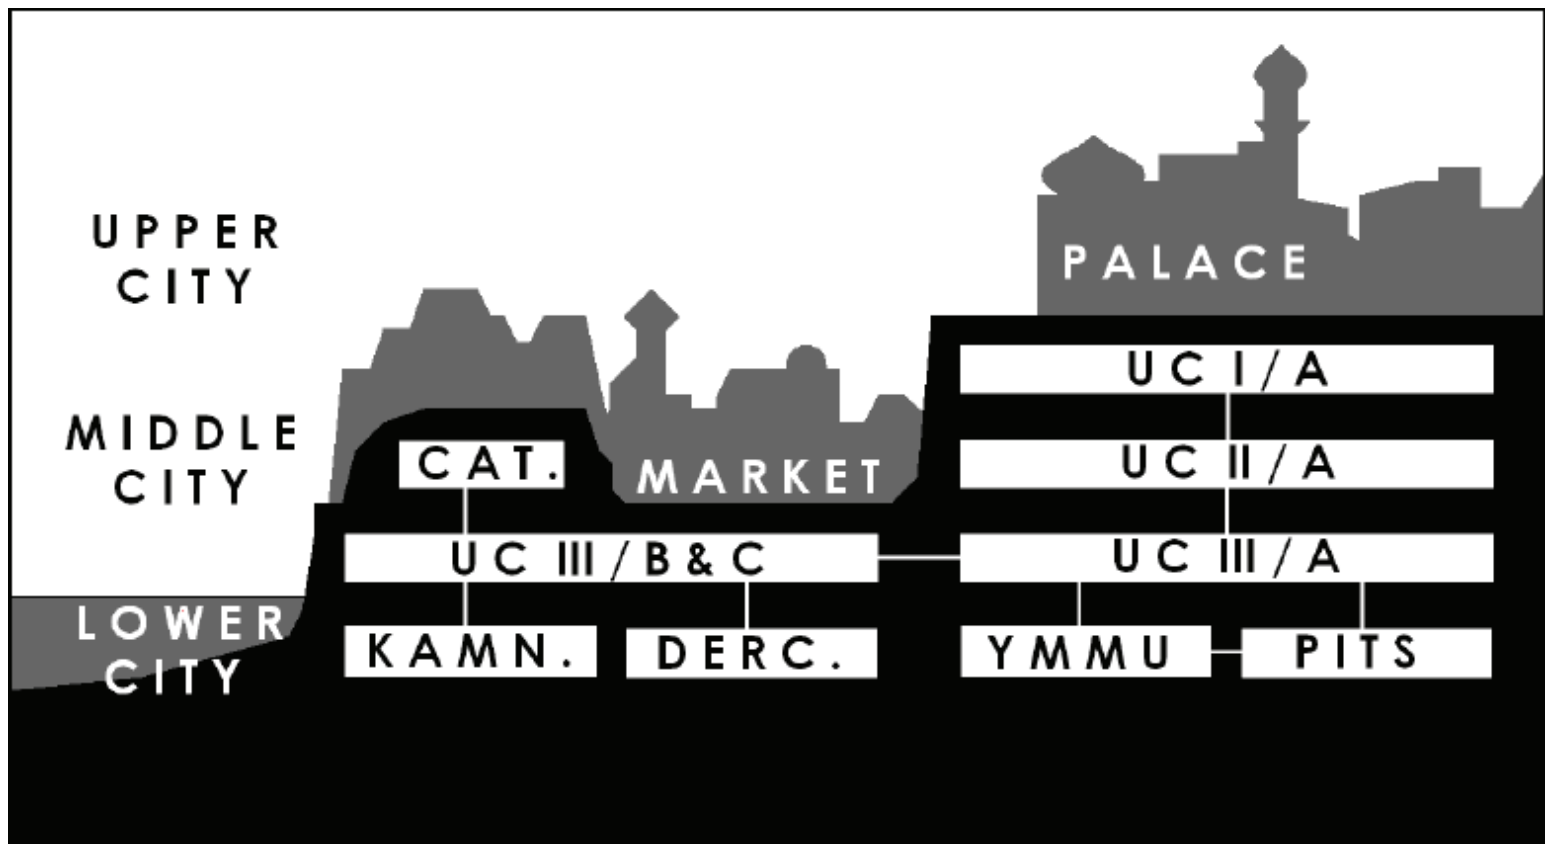 UPPER
CITY
PALACE
UC I/A
MIDDLE
CITY
CAT.
MARKET
UC II/A
UC III/B&C
UC III/A
LOWER
CITY
KAMN.
DERC.
YMMU
PITS